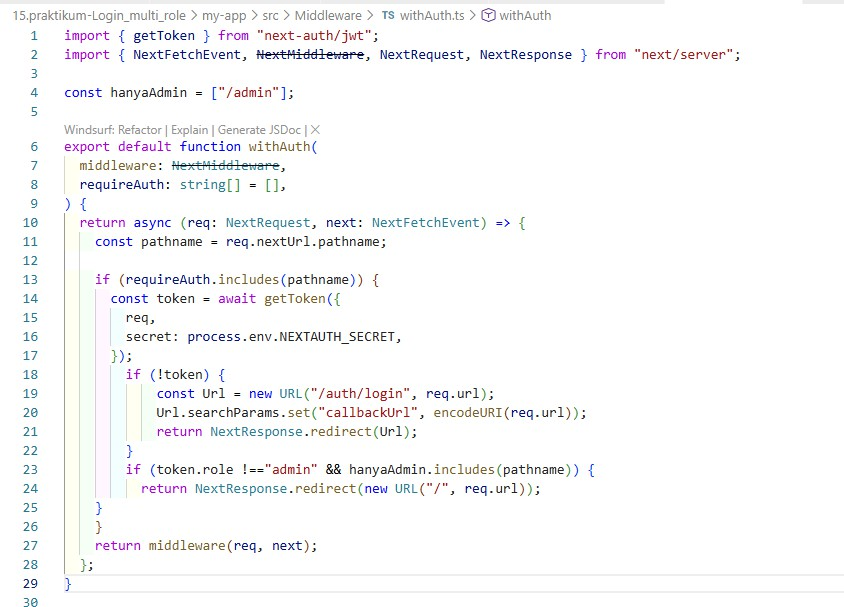 15.praktikum-Login_multi_role > my-app > src > Middleware > TS withAuth.ts > withAuth
1 import { getToken } from "next-auth/jwt";
2 import { NextFetchEvent, NextMiddleware, NextRequest, NextResponse } from "next/server";
3
4 const hanyaAdmin = ["/admin"];
5
Windsurf: Refactor | Explain | Generate JSDoc | X
6 export default function withAuth(
7   middleware: NextMiddleware,
8   requireAuth: string[] = [],
9 ) {
10   return async (req: NextRequest, next: NextFetchEvent) => {
11     const pathname = req.nextUrl.pathname;
12
13     if (requireAuth.includes(pathname)) {
14       const token = await getToken({
15         req,
16         secret: process.env.NEXTAUTH_SECRET,
17       });
18         if (!token) {
19             const Url = new URL("/auth/login", req.url);
20             Url.searchParams.set("callbackUrl", encodeURI(req.url));
21             return NextResponse.redirect(Url);
22         }
23         if (token.role !=="admin" && hanyaAdmin.includes(pathname)) {
24           return NextResponse.redirect(new URL("/", req.url));
25     }
26     }
27     return middleware(req, next);
28   };
29 }
30